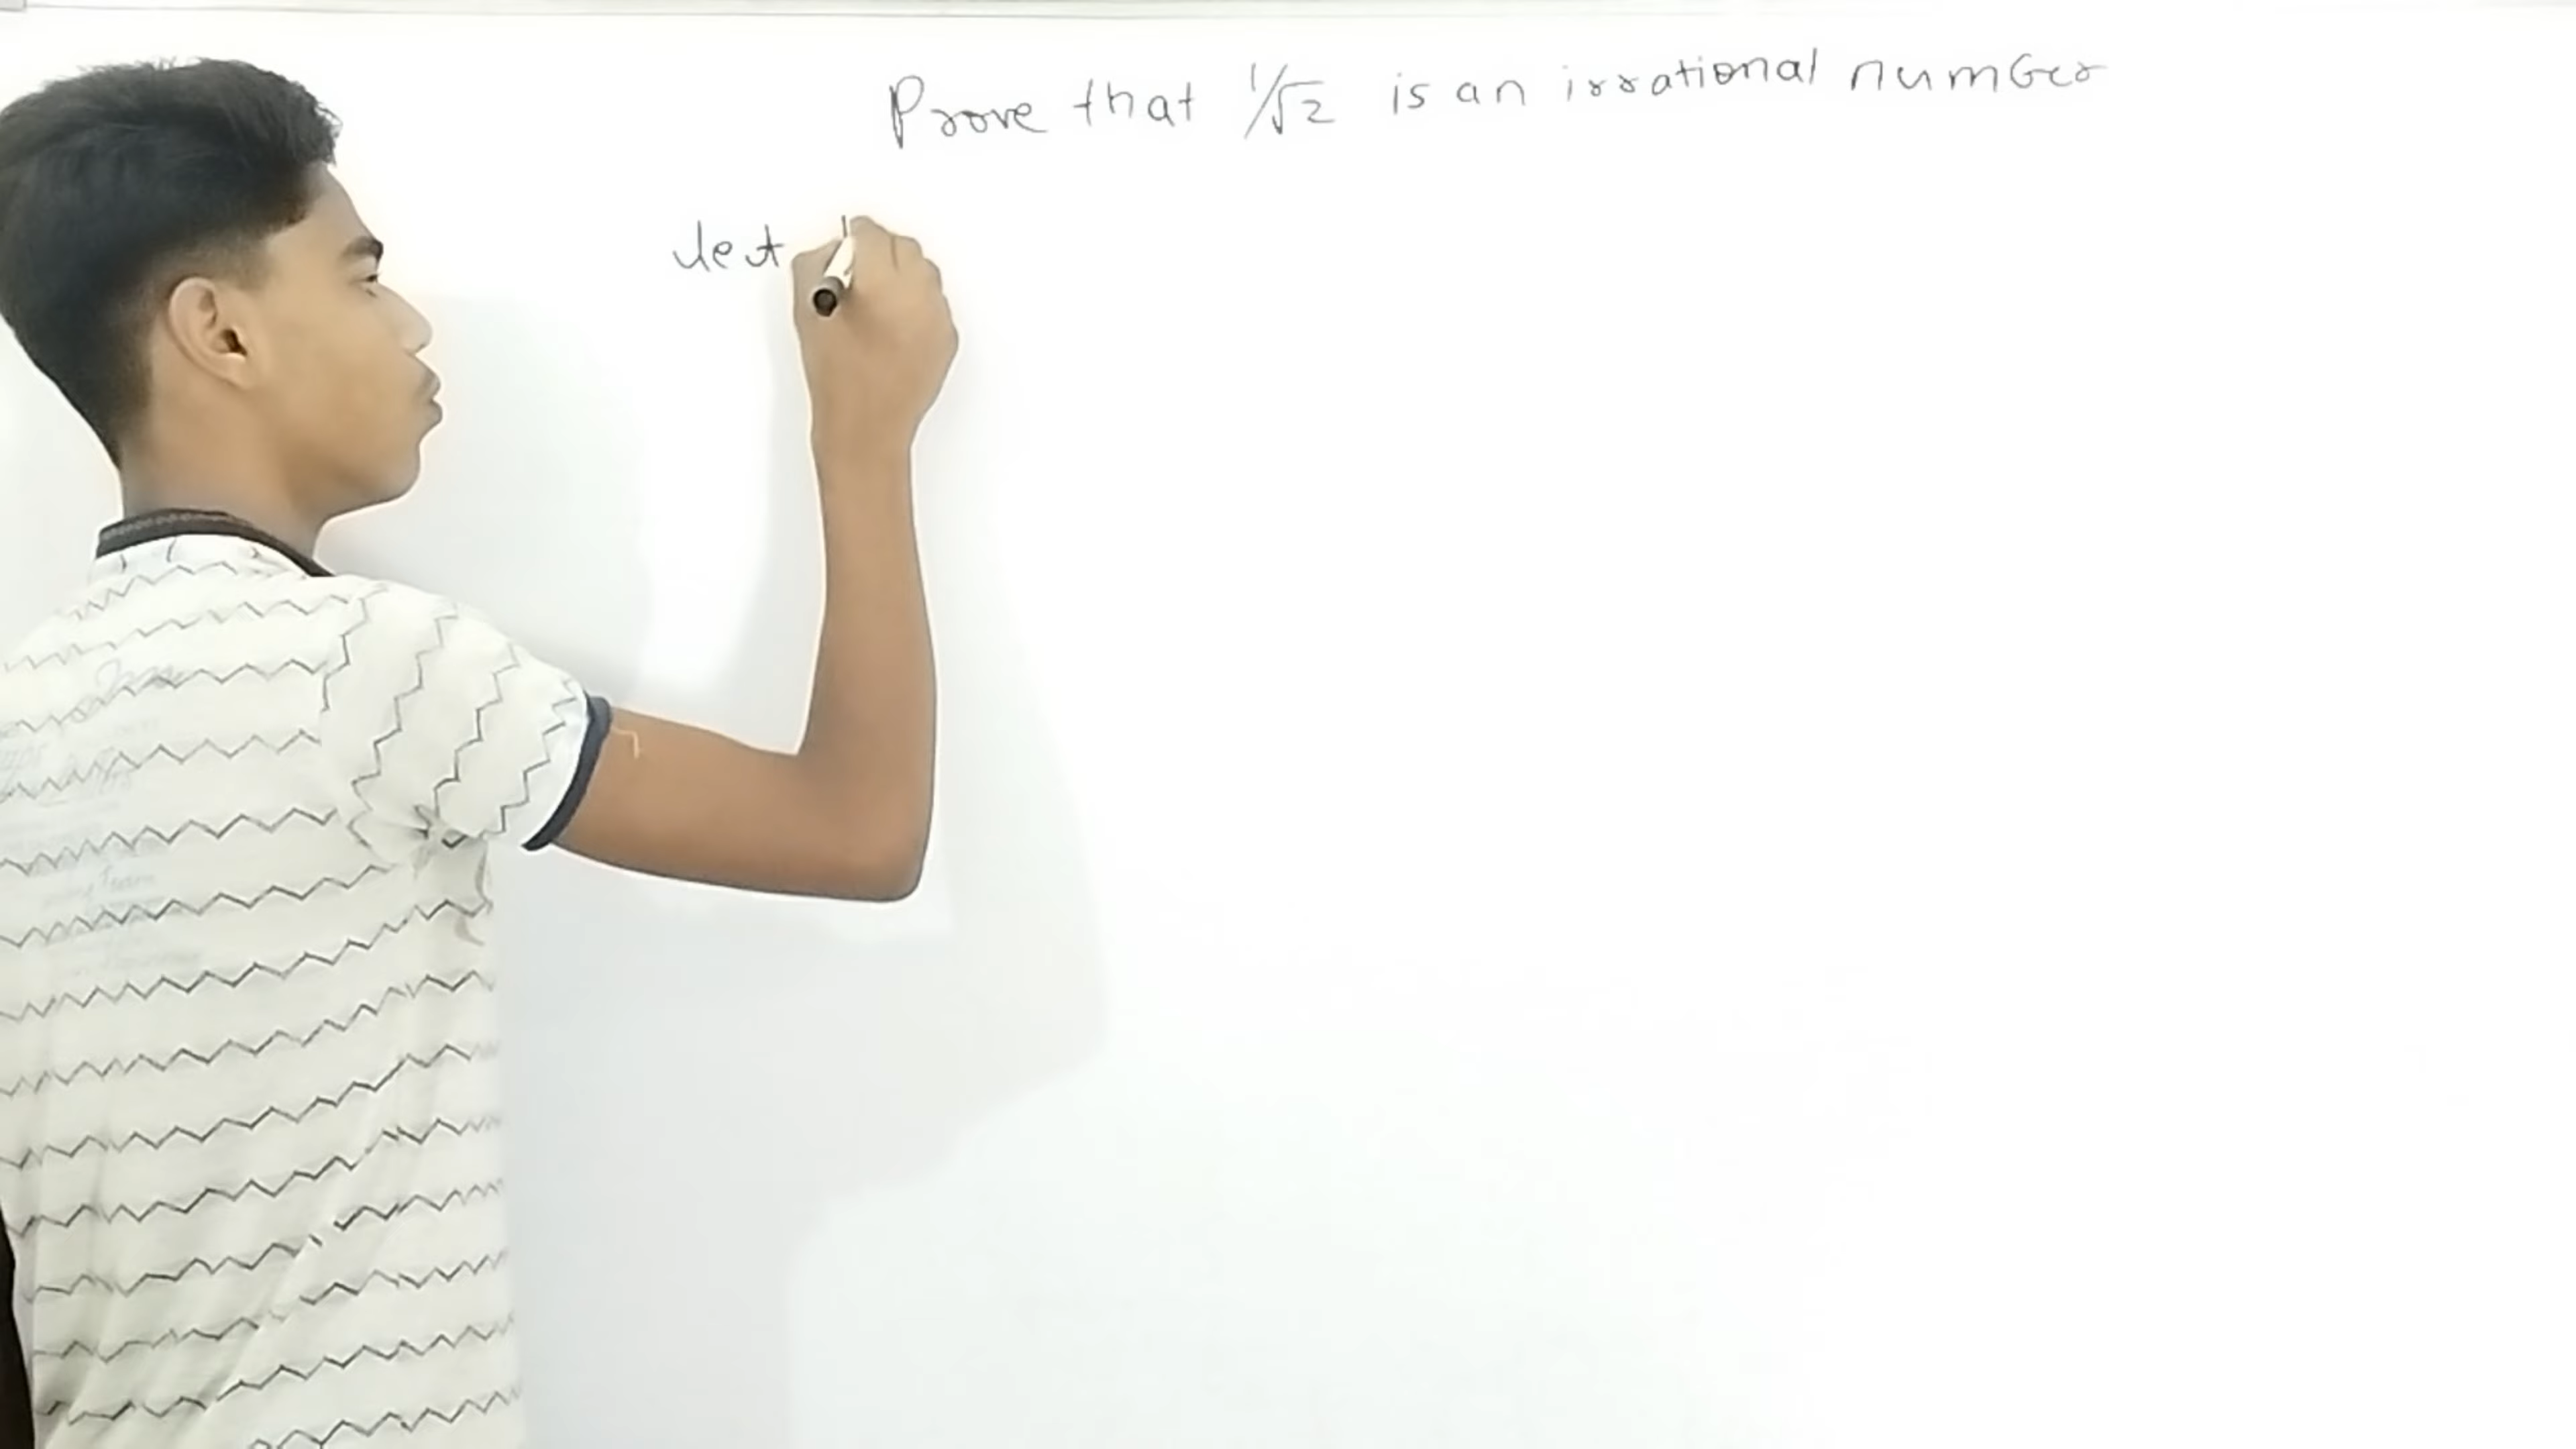 Prove that 1/√2 is an irrational number
let